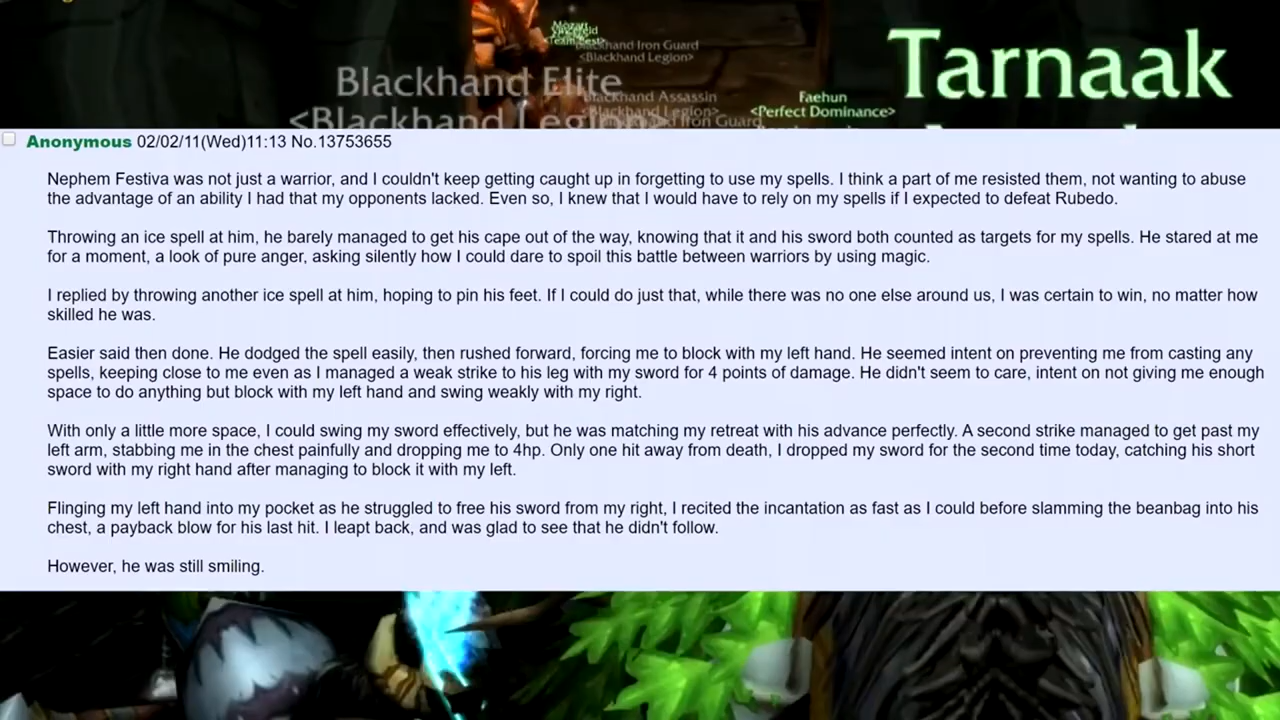 Mozart
<Team Best>
Blackhand Iron Guard
<Blackhand Legion>
Tarnaak
Blackhand Elite
<Blackhand Legion>
Blackhand Assassin
<Blackhand Legion>
Blackhand Iron Guard
Faehun
<Perfect Dominance>
Anonymous 02/02/11(Wed)11:13 No.13753655
Nephem Festiva was not just a warrior, and I couldn't keep getting caught up in forgetting to use my spells. I think a part of me resisted them, not wanting to abuse
the advantage of an ability I had that my opponents lacked. Even so, I knew that I would have to rely on my spells if I expected to defeat Rubedo.
Throwing an ice spell at him, he barely managed to get his cape out of the way, knowing that it and his sword both counted as targets for my spells. He stared at me
for a moment, a look of pure anger, asking silently how I could dare to spoil this battle between warriors by using magic.
I replied by throwing another ice spell at him, hoping to pin his feet. If I could do just that, while there was no one else around us, I was certain to win, no matter how
skilled he was.
Easier said then done. He dodged the spell easily, then rushed forward, forcing me to block with my left hand. He seemed intent on preventing me from casting any
spells, keeping close to me even as I managed a weak strike to his leg with my sword for 4 points of damage. He didn't seem to care, intent on not giving me enough
space to do anything but block with my left hand and swing weakly with my right.
With only a little more space, I could swing my sword effectively, but he was matching my retreat with his advance perfectly. A second strike managed to get past my
left arm, stabbing me in the chest painfully and dropping me to 4hp. Only one hit away from death, I dropped my sword for the second time today, catching his short
sword with my right hand after managing to block it with my left.
Flinging my left hand into my pocket as he struggled to free his sword from my right, I recited the incantation as fast as I could before slamming the beanbag into his
chest, a payback blow for his last hit. I leapt back, and was glad to see that he didn't follow.
However, he was still smiling.